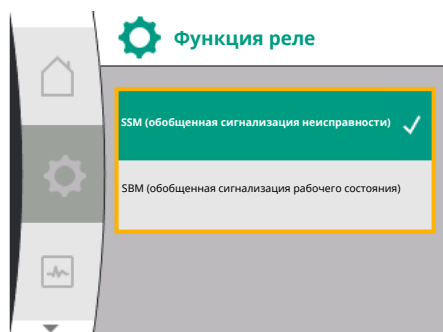 Функция реле
SSM (обобщенная сигнализация неисправности)
SBM (обобщенная сигнализация рабочего состояния)